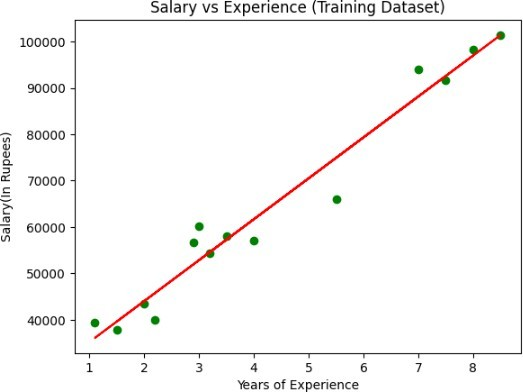 Salary vs Experience (Training Dataset)
Salary(In Rupees)
100000
90000
80000
70000
60000
50000
40000
1 2 3 4 5 6 7 8
Years of Experience